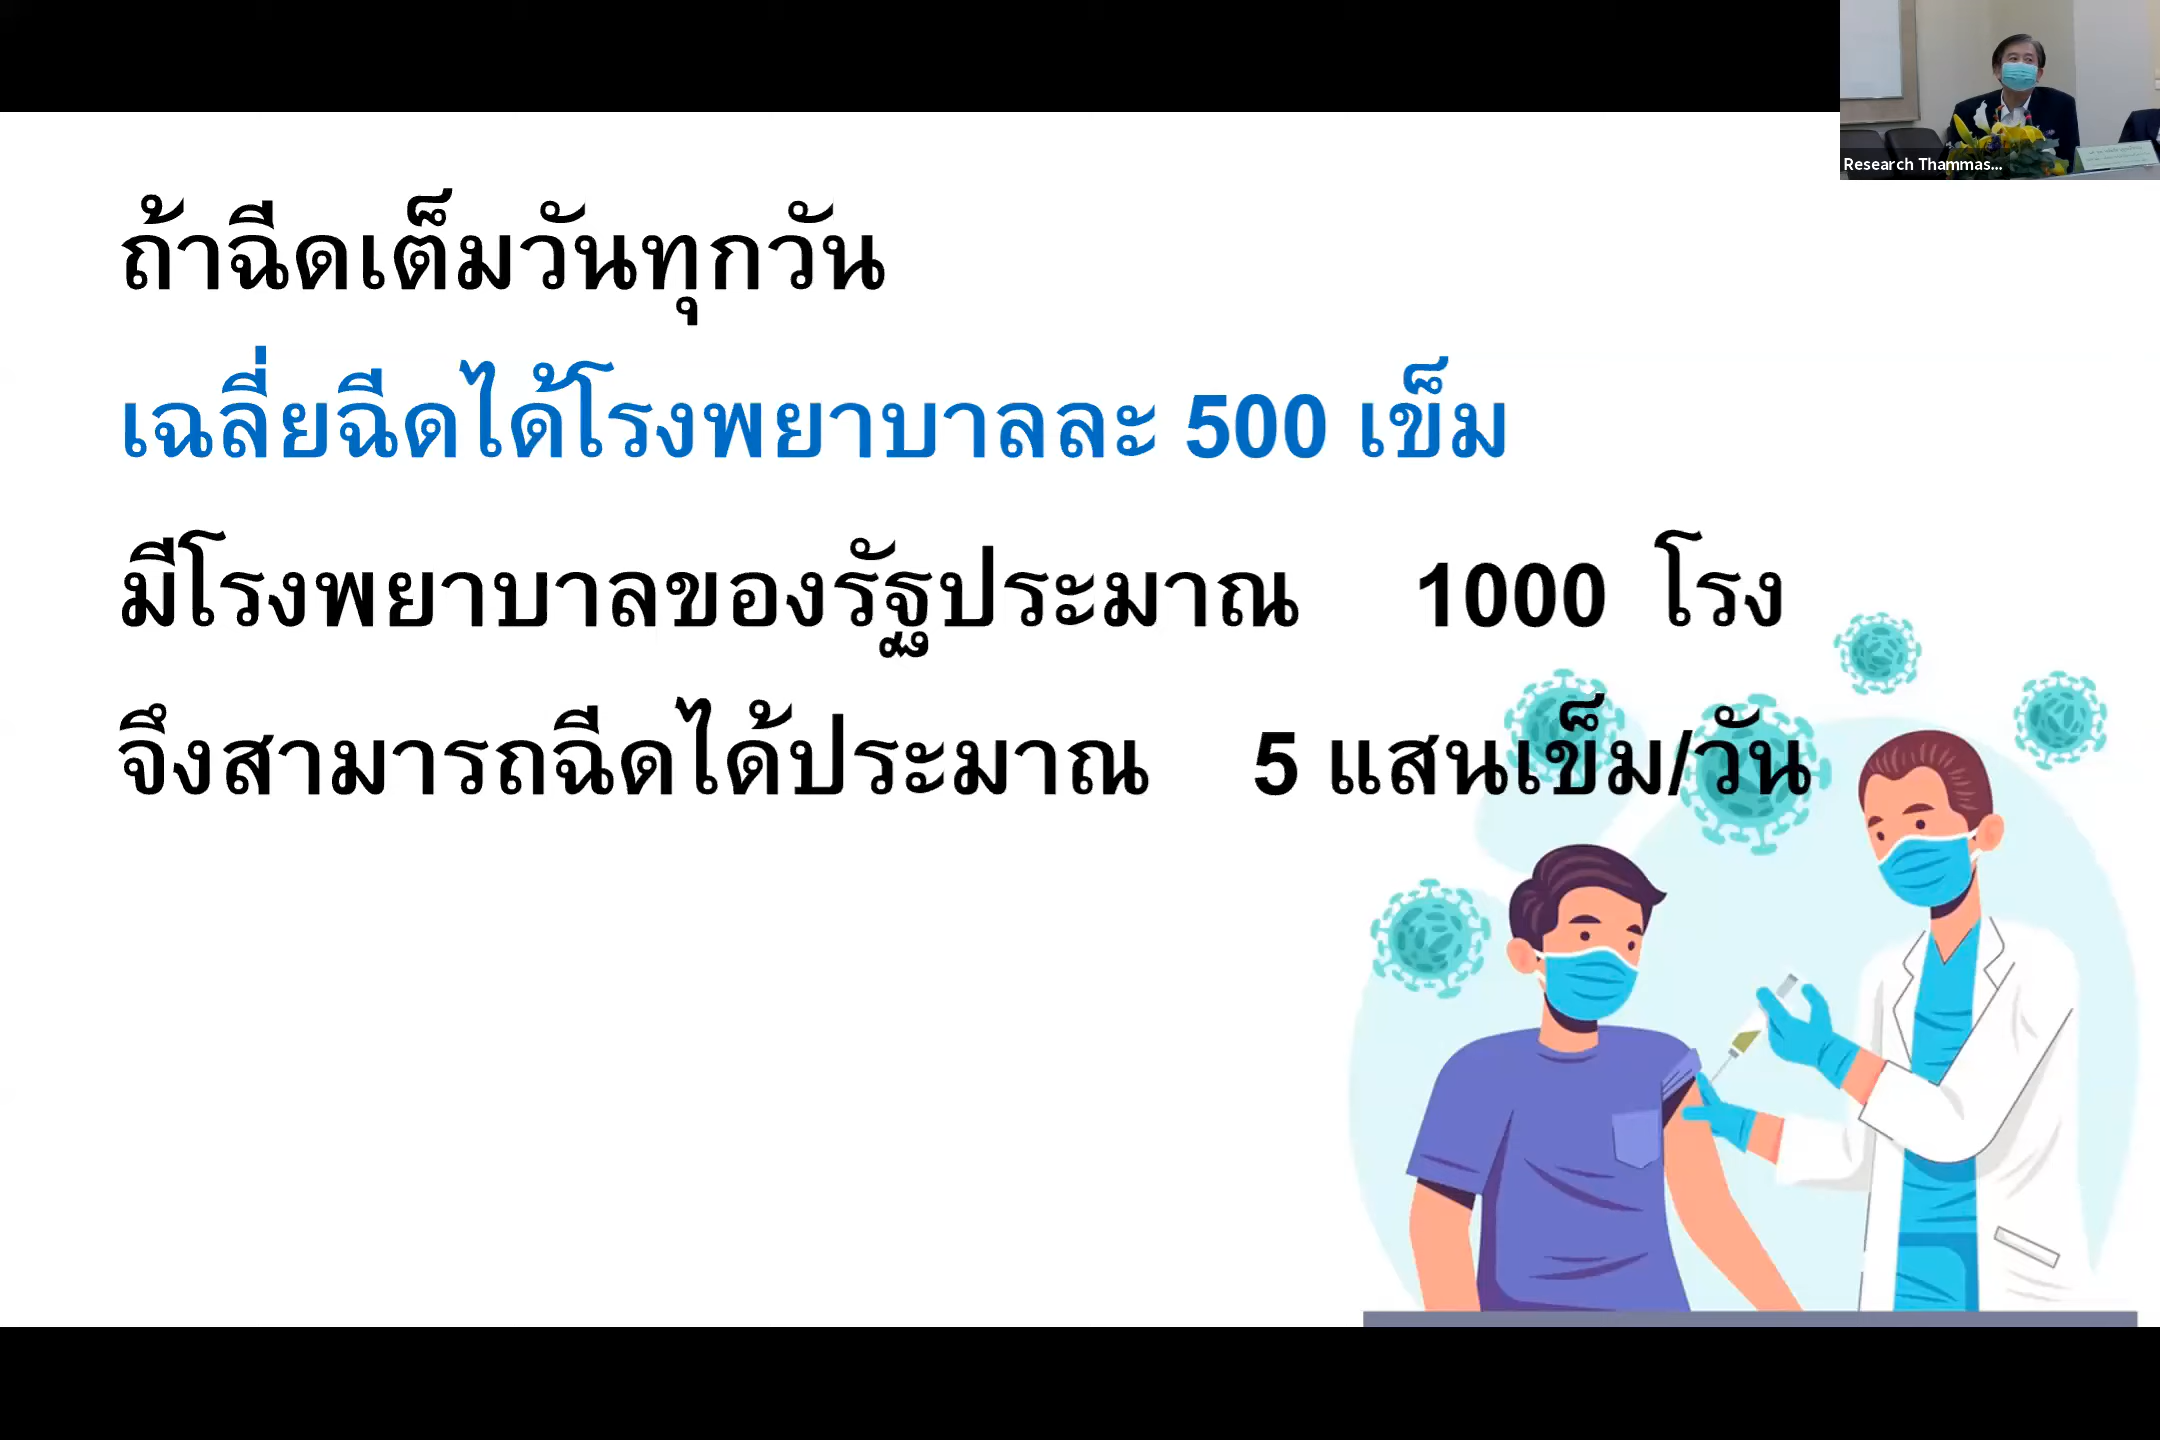 Research Thammas...
ถ้าฉีดเต็มวันทุกวัน
เฉลี่ยฉีดได้โรงพยาบาลละ 500 เข็ม
มีโรงพยาบาลของรัฐประมาณ 1000 โรง
จึงสามารถฉีดได้ประมาณ 5 แสนเข็ม/วัน